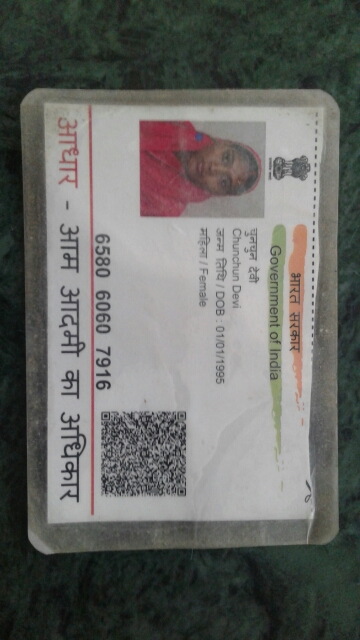 भारत सरकार
Government of India
चुनचुन देवी
Chunchun Devi
जन्म तिथि / DOB : 01/01/1995
महिला / Female
6580 6060 7916
आधार - आम आदमी का अधिकार